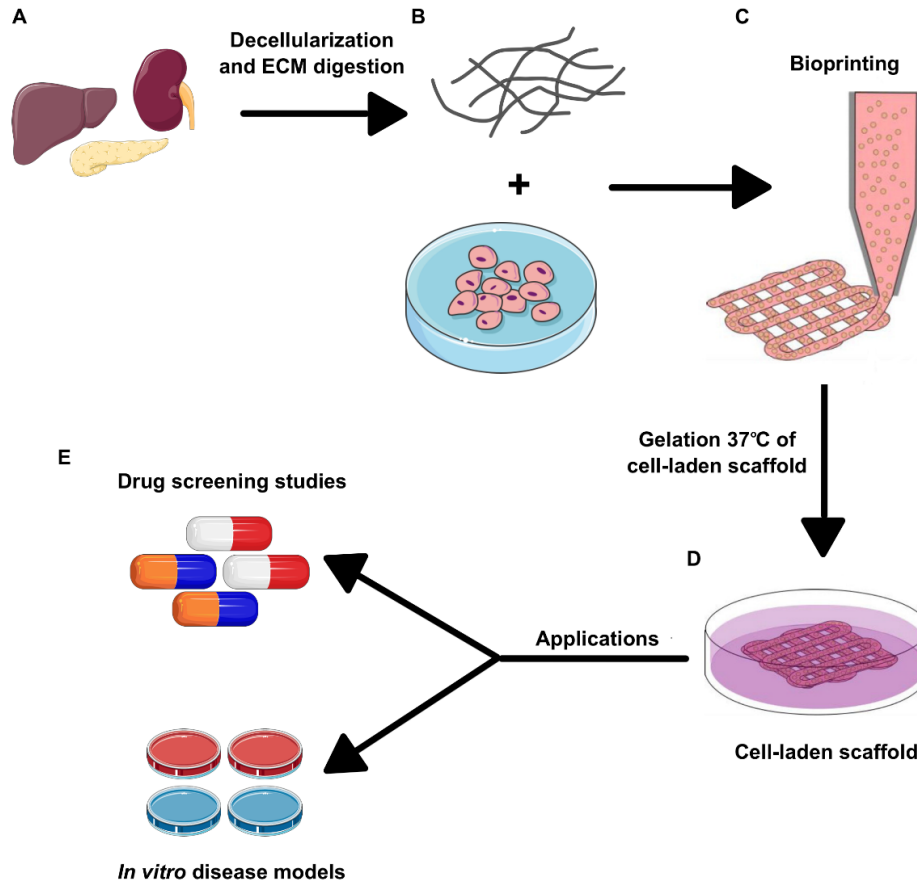 A
Decellularization
and ECM digestion
B
+
C
Bioprinting
Gelation 37°C of
cell-laden scaffold
D
Cell-laden scaffold
Applications
E
Drug screening studies
In vitro disease models